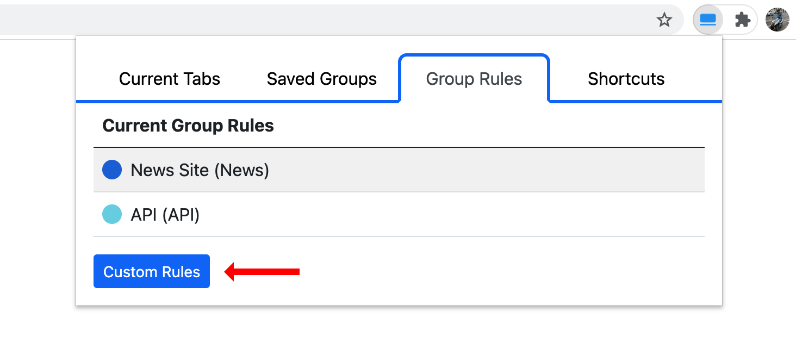 Current Tabs Saved Groups Group Rules Shortcuts
Current Group Rules
News Site (News)
API (API)
Custom Rules